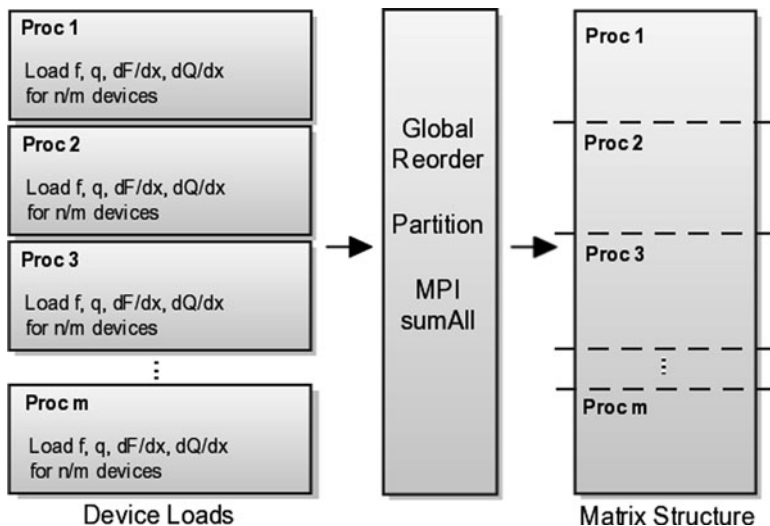 Proc 1
Load f, q, dF/dx, dQ/dx
for n/m devices
Proc 2
Load f, q, dF/dx, dQ/dx
for n/m devices
Proc 3
Load f, q, dF/dx, dQ/dx
for n/m devices
Proc m
Load f, q, dF/dx, dQ/dx
for n/m devices
Device Loads
Global
Reorder
Partition
MPI
sumAll
Proc 1
Proc 2
Proc 3
Proc m
Matrix Structure